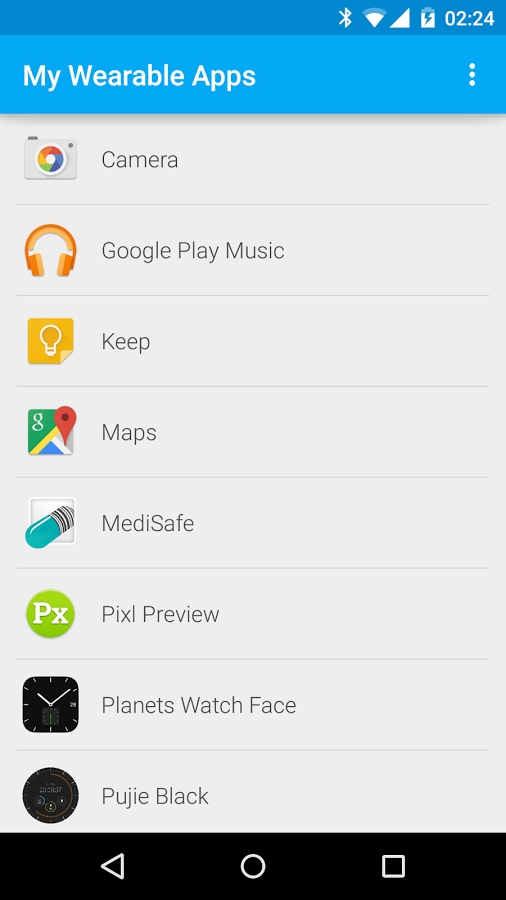 02:24
My Wearable Apps
Camera
Google Play Music
Keep
g
Maps
MediSafe
Px
Pixl Preview
28
Planets Watch Face
Pujie Black